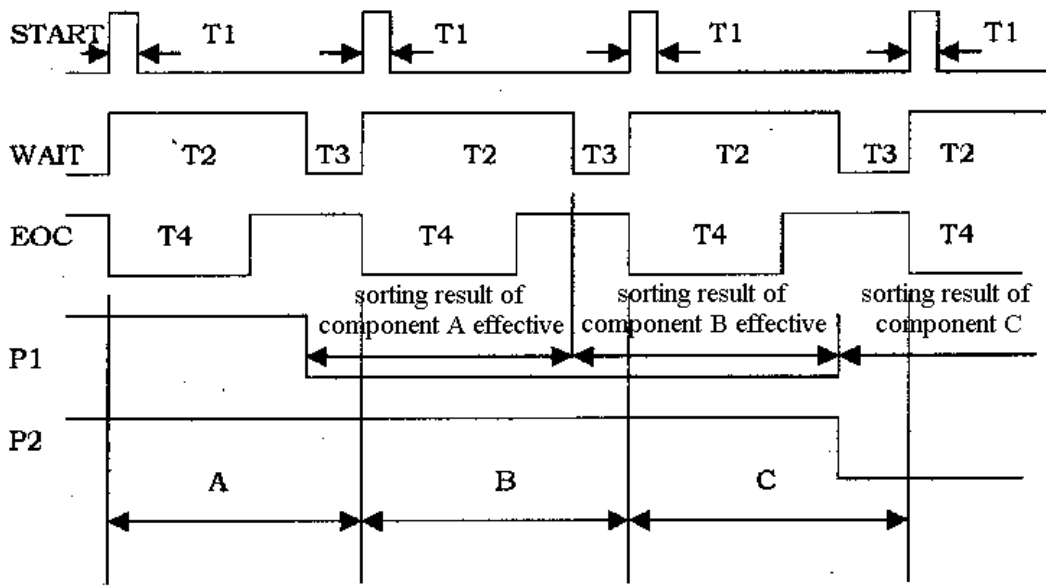 START T1 T1 T1 T1
WAIT T2 T3 T2 T3 T2 T3 T2
EOC T4 T4 T4 T4
sorting result of sorting result of sorting result of
component A effective component B effective component C
P1
P2
A B C